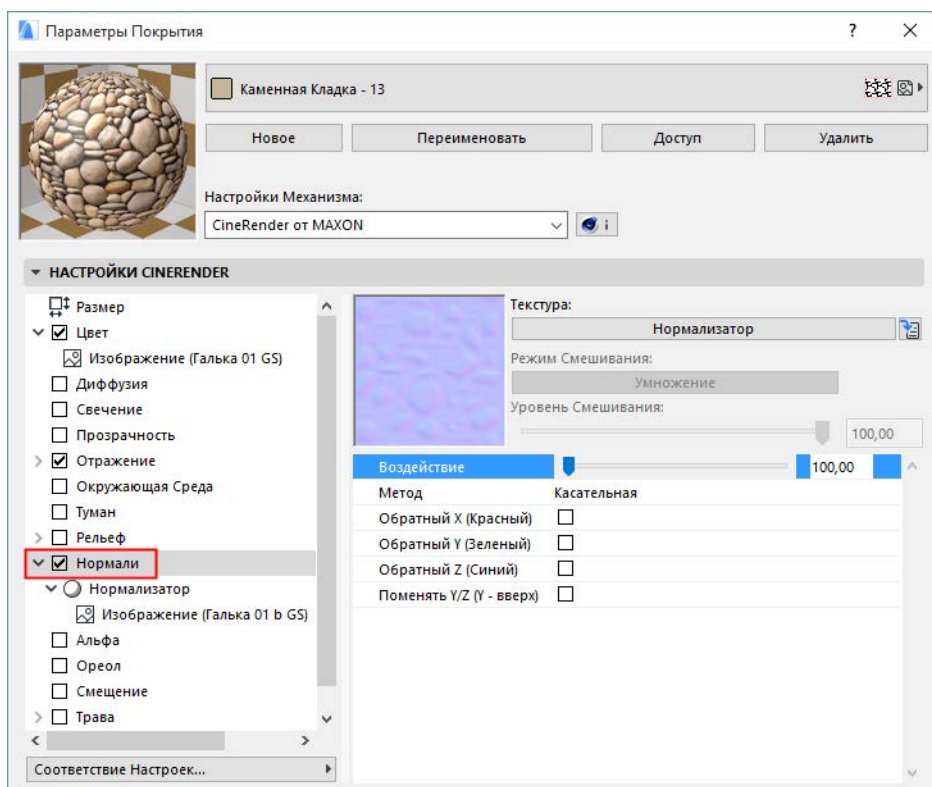 Параметры Покрытия
?
Каменная Кладка - 13
Новое
Переименовать
Доступ
Удалить
Настройки Механизма:
CineRender от MAXON
i
НАСТРОЙКИ CINERENDER
Размер
Цвет
Изображение (Галька 01 GS)
Диффузия
Свечение
Прозрачность
Отражение
Окружающая Среда
Туман
Рельеф
Нормали
Нормализатор
Изображение (Галька 01 b GS)
Альфа
Ореол
Смещение
Трава
Соответствие Настроек...
Текстура:
Нормализатор
Режим Смешивания:
Умножение
Уровень Смешивания:
100,00
Воздействие 100,00
Метод Касательная
Обратный X (Красный)
Обратный Y (Зеленый)
Обратный Z (Синий)
Поменять Y/Z (Y - вверх)